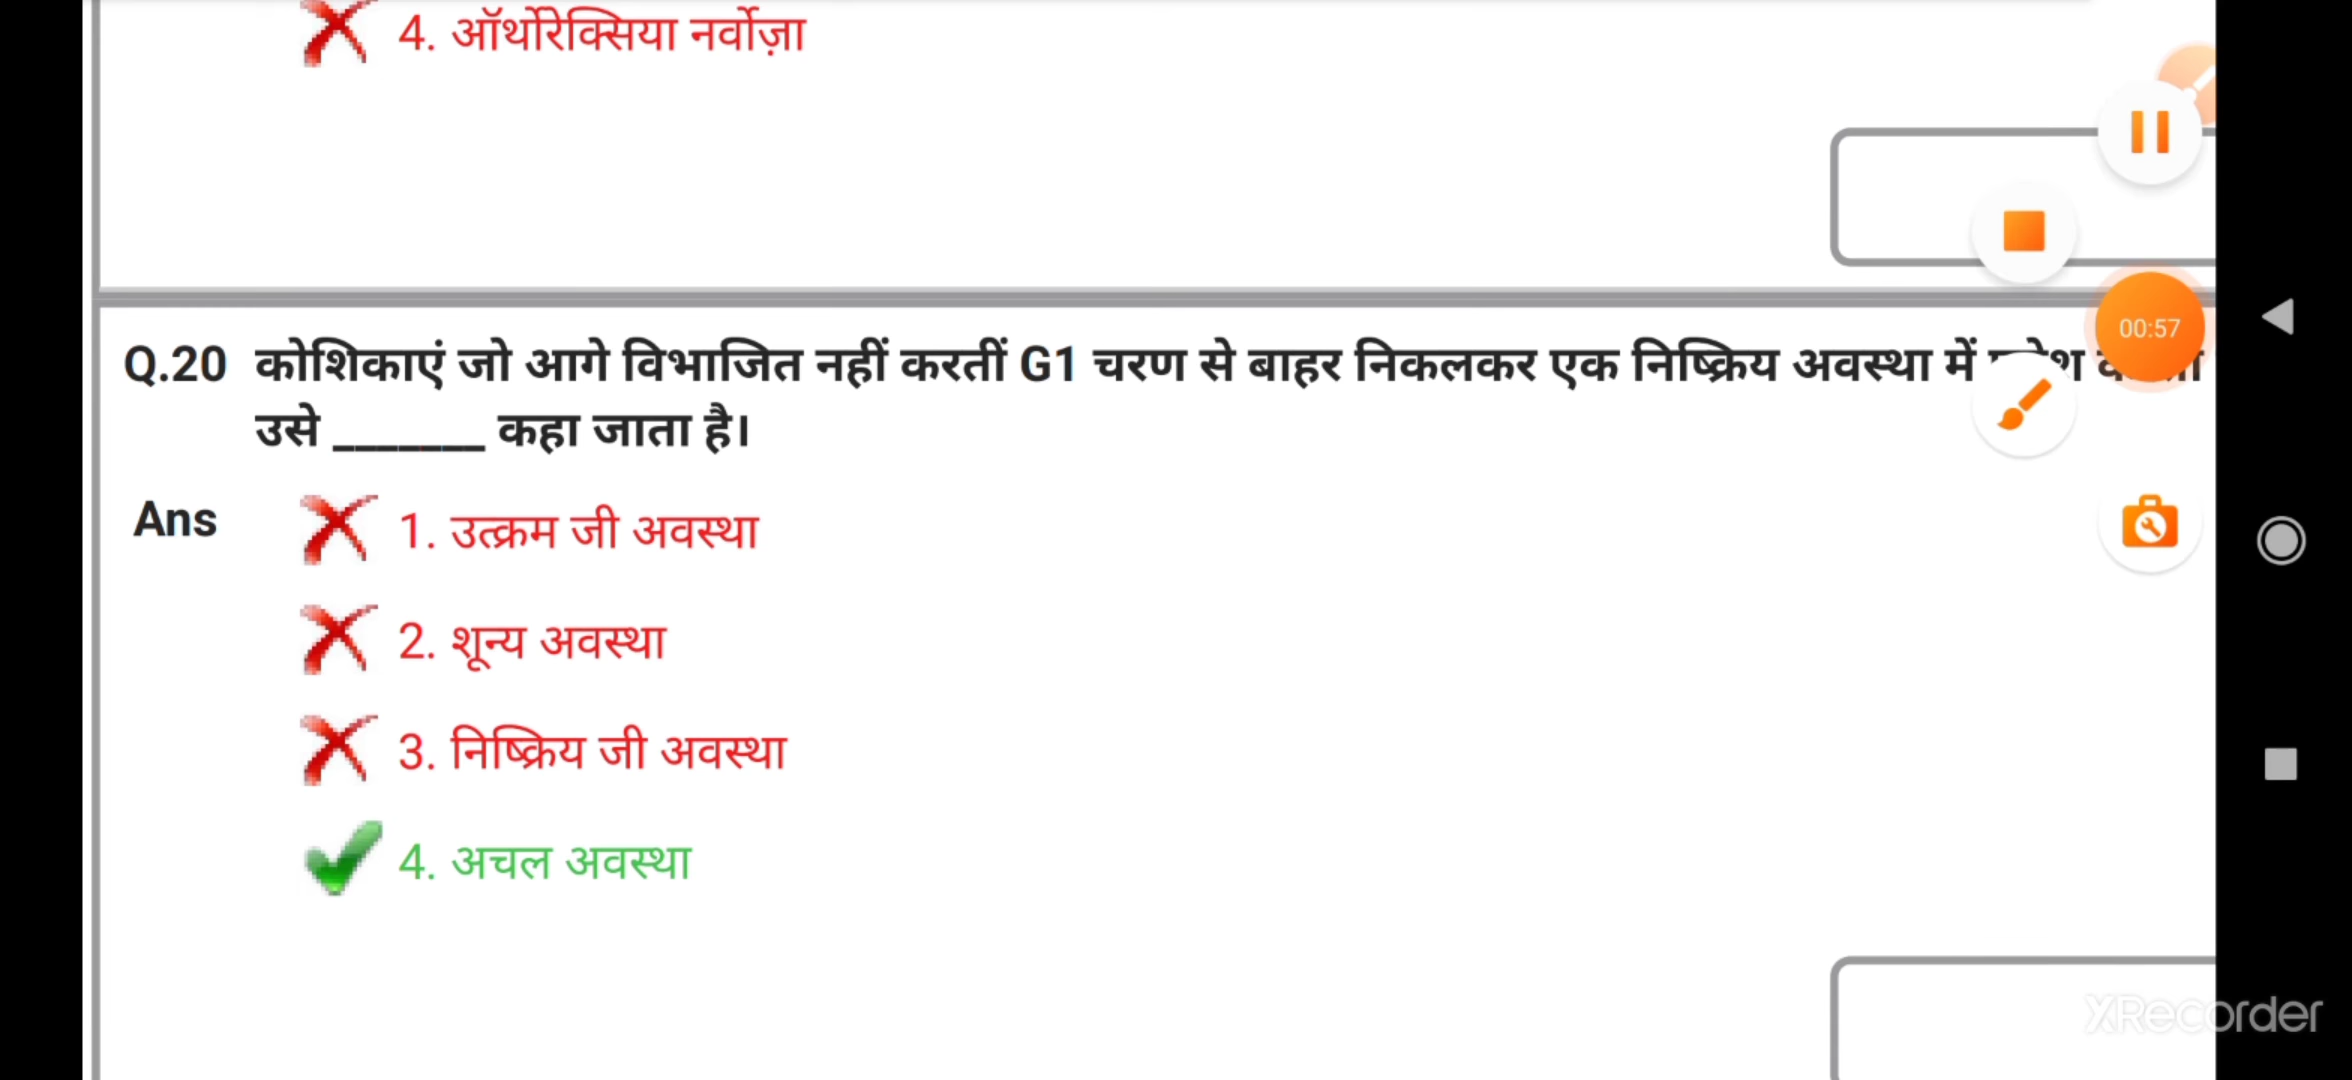 4. ऑर्थोरेक्सिया नर्वोज़ा
Q.20 कोशिकाएं जो आगे विभाजित नहीं करतीं G1 चरण से बाहर निकलकर एक निष्क्रिय अवस्था में
00:57
उसे _______ कहा जाता है।
Ans
1. उत्क्रम जी अवस्था
2. शून्य अवस्था
3. निष्क्रिय जी अवस्था
4. अचल अवस्था
XRecorder